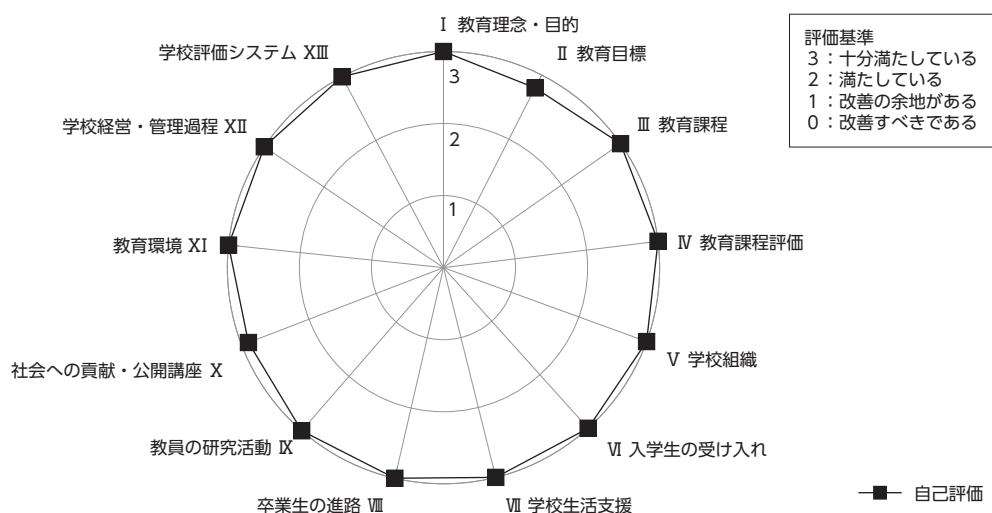 Ⅰ 教育理念・目的
Ⅱ 教育目標
Ⅲ 教育課程
Ⅳ 教育課程評価
Ⅴ 学校組織
Ⅵ 入学生の受け入れ
Ⅶ 学校生活支援
卒業生の進路 Ⅷ
教員の研究活動 Ⅸ
社会への貢献・公開講座 Ⅹ
教育環境 Ⅺ
学校経営・管理過程 Ⅻ
学校評価システム XⅢ
3
2
1
評価基準
3：十分満たしている
2：満たしている
1：改善の余地がある
0：改善すべきである
自己評価